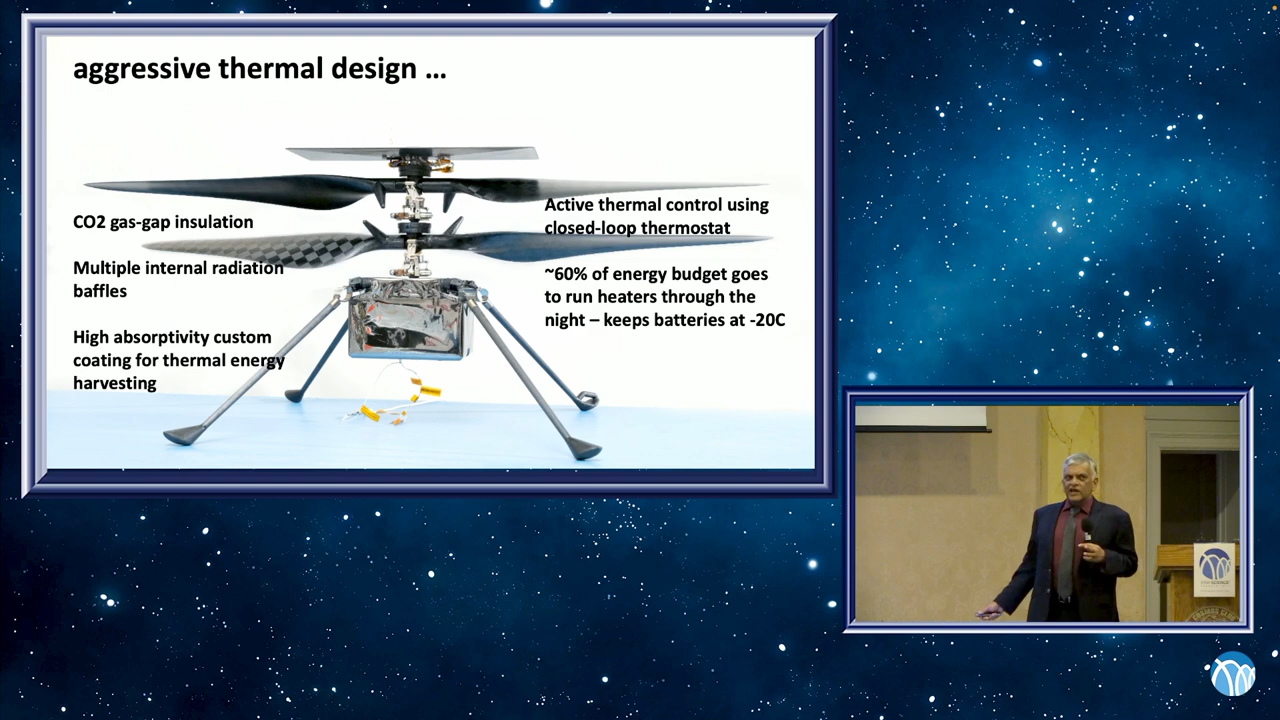 aggressive thermal design ...
CO2 gas-gap insulation
Multiple internal radiation
baffles
High absorptivity custom
coating for thermal energy
harvesting
Active thermal control using
closed-loop thermostat
~60% of energy budget goes
to run heaters through the
night – keeps batteries at -20C